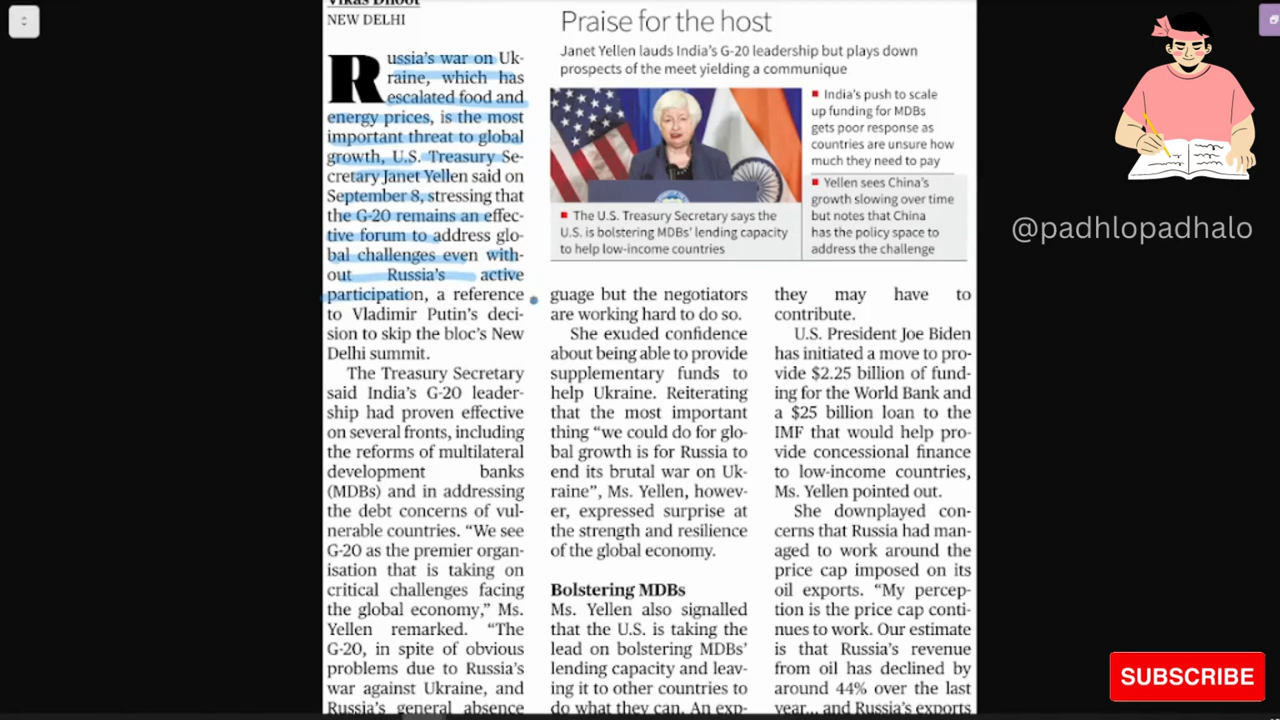 Vikas Dhoot
NEW DELHI
Russia's war on Uk-
raine, which has
escalated food and
energy prices, is the most
important threat to global
growth, U.S. Treasury Se-
cretary Janet Yellen said on
September 8, stressing that
the G-20 remains an effec-
tive forum to address glo-
bal challenges even with-
out Russia's active
participation, a reference
to Vladimir Putin's deci-
sion to skip the bloc's New
Delhi summit.
The Treasury Secretary
said India's G-20 leader-
ship had proven effective
on several fronts, including
the reforms of multilateral
development banks
(MDBs) and in addressing
the debt concerns of vul-
nerable countries. “We see
G-20 as the premier organ-
isation that is taking on
critical challenges facing
the global economy,” Ms.
Yellen remarked. “The
G-20, in spite of obvious
problems due to Russia's
war against Ukraine, and
Russia's general absence
Praise for the host
Janet Yellen lauds India's G-20 leadership but plays down
prospects of the meet yielding a communique
The U.S. Treasury Secretary says the
U.S. is bolstering MDBs' lending capacity
to help low-income countries
India's push to scale
up funding for MDBs
gets poor response as
countries are unsure how
much they need to pay
Yellen sees China's
growth slowing over time
but notes that China
has the policy space to
address the challenge
guage but the negotiators
are working hard to do so.
She exuded confidence
about being able to provide
supplementary funds to
help Ukraine. Reiterating
that the most important
thing “we could do for glo-
bal growth is for Russia to
end its brutal war on Uk-
raine”, Ms. Yellen, howev-
er, expressed surprise at
the strength and resilience
of the global economy.
Bolstering MDBs
Ms. Yellen also signalled
that the U.S. is taking the
lead on bolstering MDBs'
lending capacity and leav-
ing it to other countries to
do what they can. An exp-
they may have to
contribute.
U.S. President Joe Biden
has initiated a move to pro-
vide $2.25 billion of fund-
ing for the World Bank and
a $25 billion loan to the
IMF that would help pro-
vide concessional finance
to low-income countries,
Ms. Yellen pointed out.
She downplayed con-
cerns that Russia had man-
aged to work around the
price cap imposed on its
oil exports. “My percep-
tion is the price cap conti-
nues to work. Our estimate
is that Russia's revenue
from oil has declined by
around 44% over the last
year... and Russia's exports
@padhlopadhalo
SUBSCRIBE